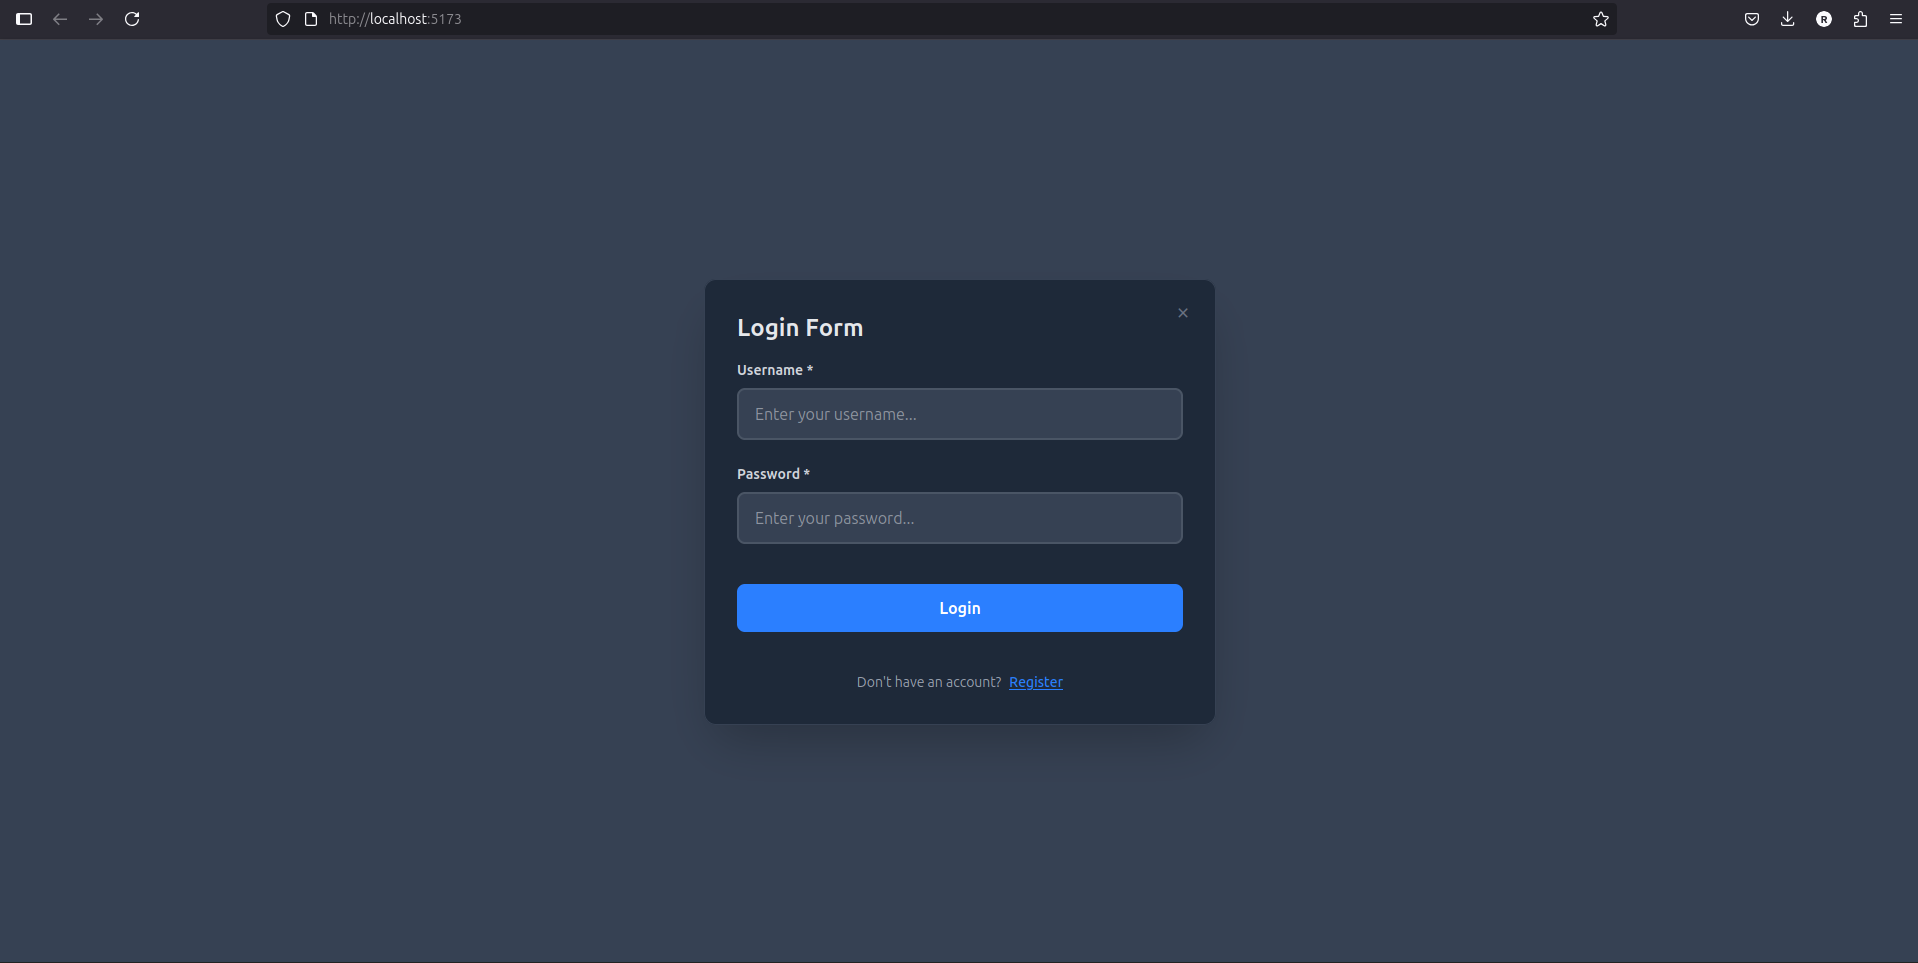 http://localhost:5173
R
Login Form
Username *
Enter your username...
Password *
Enter your password...
Login
Don't have an account? Register